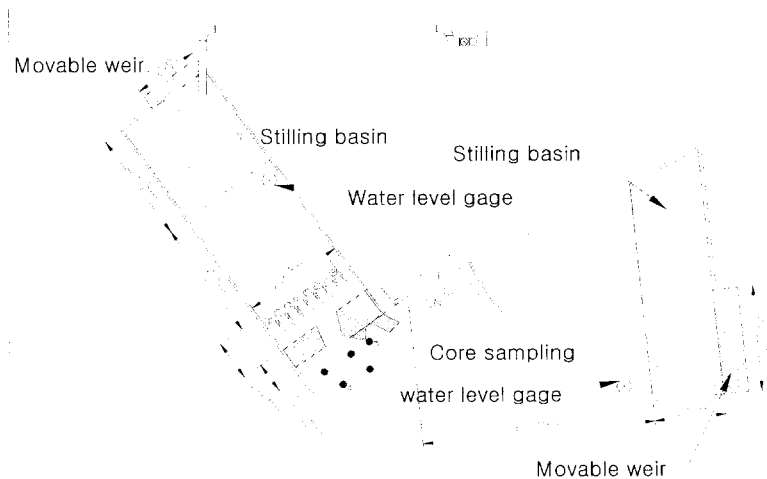 Movable weir
Stilling basin
Stilling basin
Water level gage
Core sampling
water level gage
Movable weir